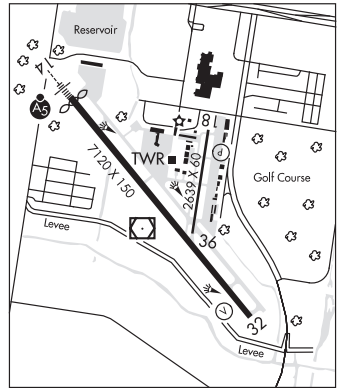 Reservoir
A5
18
P
TWR
7120 X 150
2639 X 60
Golf Course
Levee
36
V
32
Levee